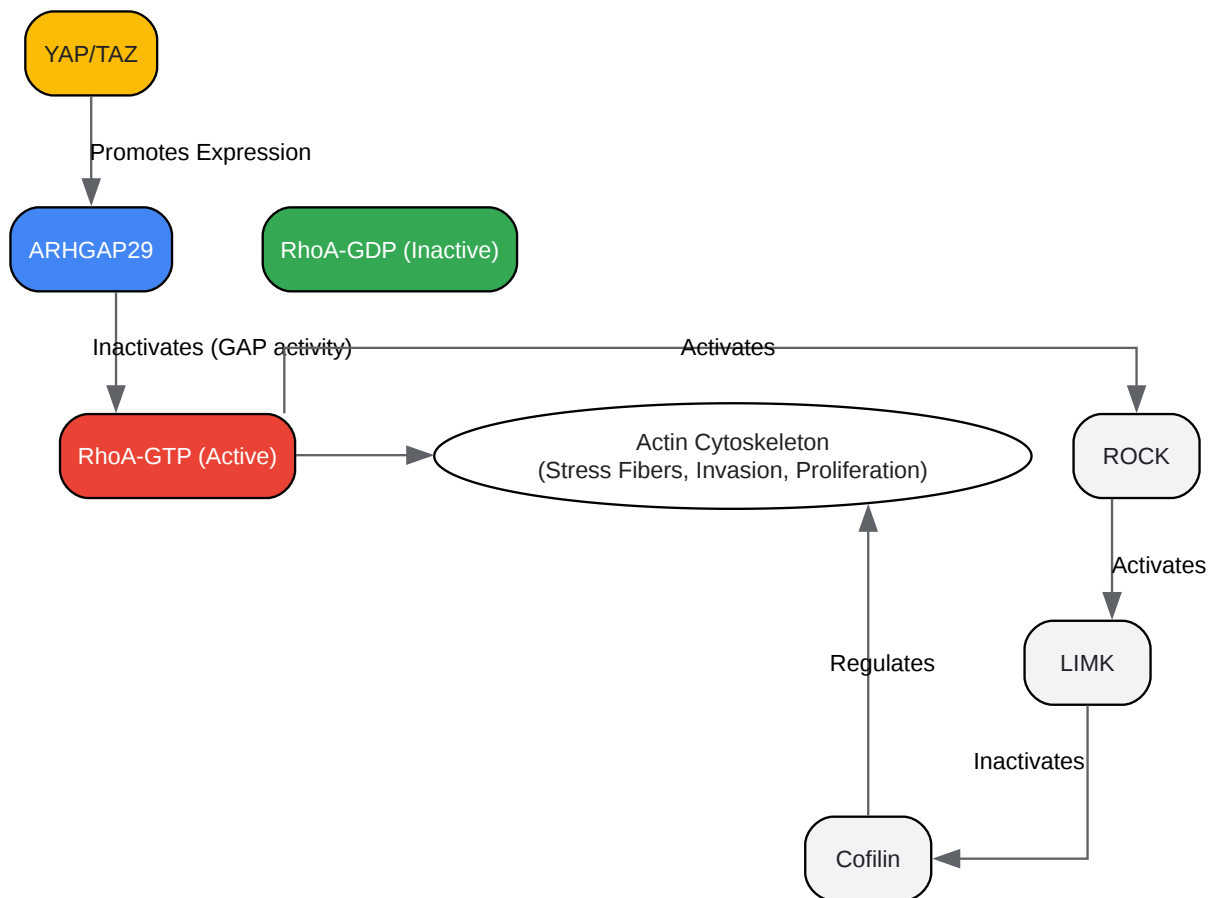 YAP/TAZ
Promotes Expression
ARHGAP29
RhoA-GDP (Inactive)
Inactivates (GAP activity)
Activates
RhoA-GTP (Active)
Actin Cytoskeleton
(Stress Fibers, Invasion, Proliferation)
ROCK
Activates
Regulates
LIMK
Inactivates
Cofilin